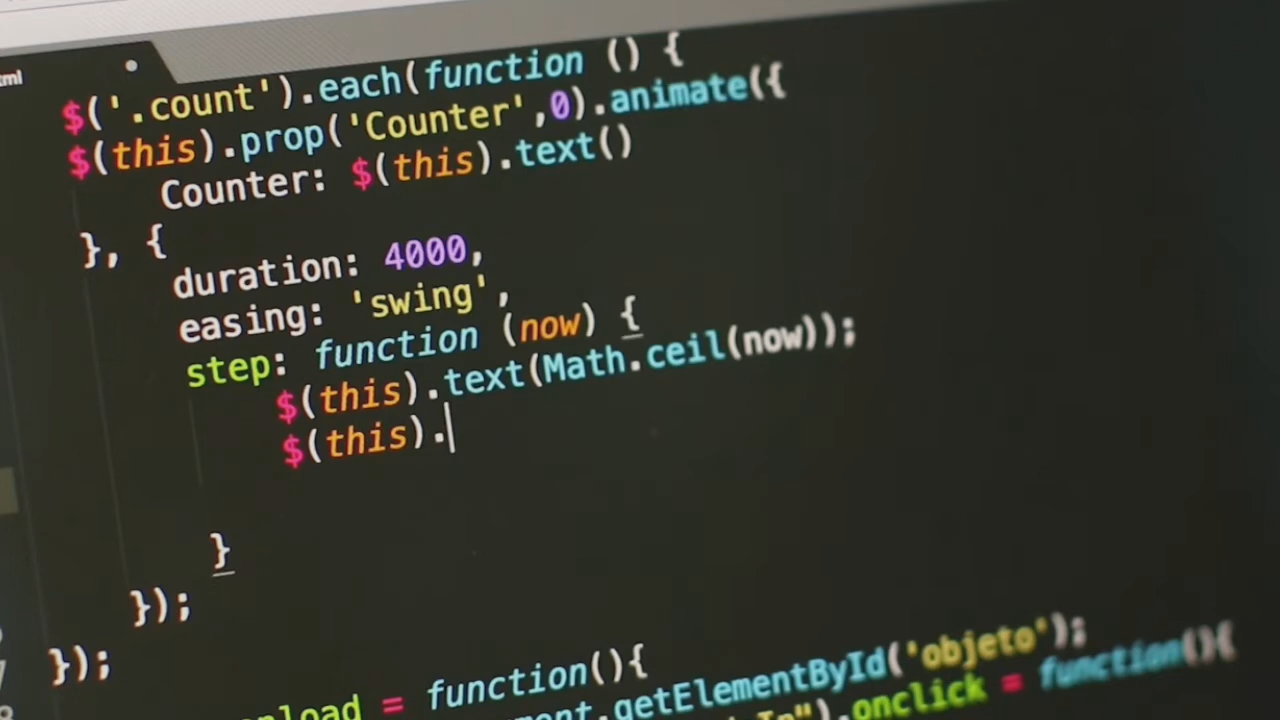 $('.count').each(function () {
$(this).prop('Counter',0).animate({
Counter: $(this).text()
}, {
duration: 4000,
easing: 'swing',
step: function (now) {
$(this).text(Math.ceil(now));
$(this).
}
});
});
= function(){
.getElementById('objeto');
).onclick = function(){